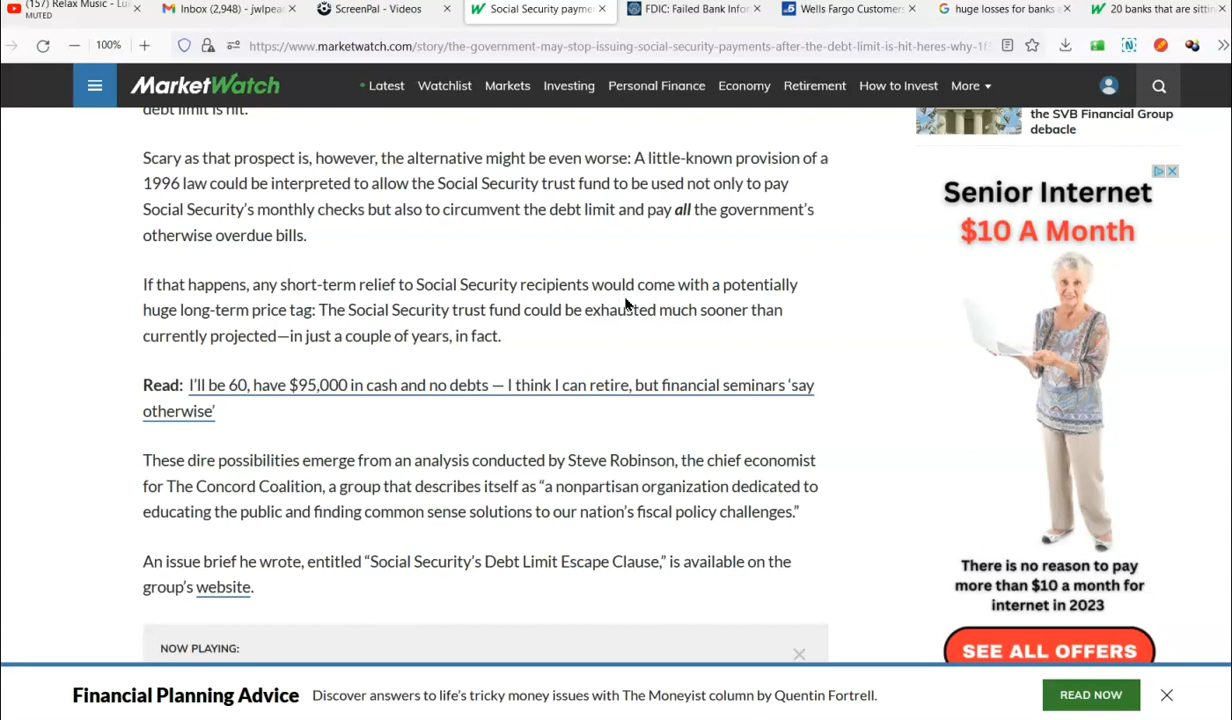 (157) Relax Music - Lu
MUTED
Inbox (2,948) - jwlpea
ScreenPal - Videos
Social Security payme
FDIC: Failed Bank Infor
Wells Fargo Customers
huge losses for banks a
20 banks that are sittin
100%
https://www.marketwatch.com/story/the-government-may-stop-issuing-social-security-payments-after-the-debt-limit-is-hit-heres-why-1
MarketWatch
Latest
Watchlist
Markets
Investing
Personal Finance
Economy
Retirement
How to Invest
More
debt limit is hit.
Scary as that prospect is, however, the alternative might be even worse: A little-known provision of a
1996 law could be interpreted to allow the Social Security trust fund to be used not only to pay
Social Security’s monthly checks but also to circumvent the debt limit and pay all the government’s
otherwise overdue bills.
If that happens, any short-term relief to Social Security recipients would come with a potentially
huge long-term price tag: The Social Security trust fund could be exhausted much sooner than
currently projected—in just a couple of years, in fact.
Read: I’ll be 60, have $95,000 in cash and no debts — I think I can retire, but financial seminars ‘say
otherwise’
These dire possibilities emerge from an analysis conducted by Steve Robinson, the chief economist
for The Concord Coalition, a group that describes itself as “a nonpartisan organization dedicated to
educating the public and finding common sense solutions to our nation’s fiscal policy challenges.”
An issue brief he wrote, entitled “Social Security’s Debt Limit Escape Clause,” is available on the
group’s website.
NOW PLAYING:
the SVB Financial Group
debacle
Senior Internet
$10 A Month
There is no reason to pay
more than $10 a month for
internet in 2023
SEE ALL OFFERS
Financial Planning Advice
Discover answers to life’s tricky money issues with The Moneyist column by Quentin Fortrell.
READ NOW